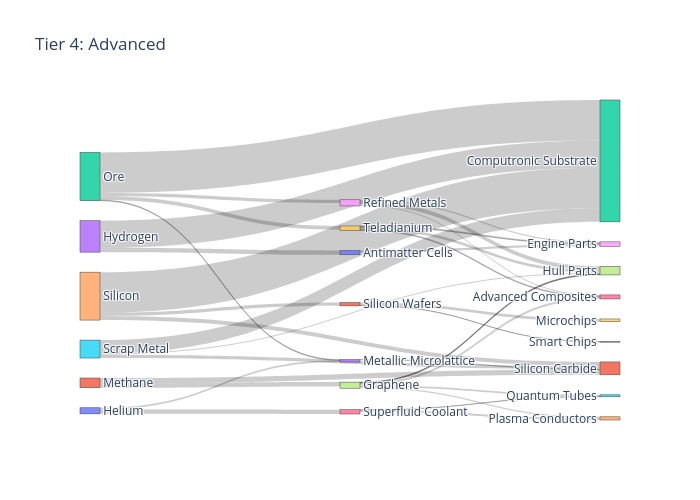 Tier 4: Advanced
Ore
Hydrogen
Silicon
Scrap Metal
Methane
Helium
Refined Metals
Teladianium
Antimatter Cells
Silicon Wafers
Metallic Microlattice
Graphene
Superfluid Coolant
Computronic Substrate
Engine Parts
Hull Parts
Advanced Composites
Microchips
Smart Chips
Silicon Carbide
Quantum Tubes
Plasma Conductors